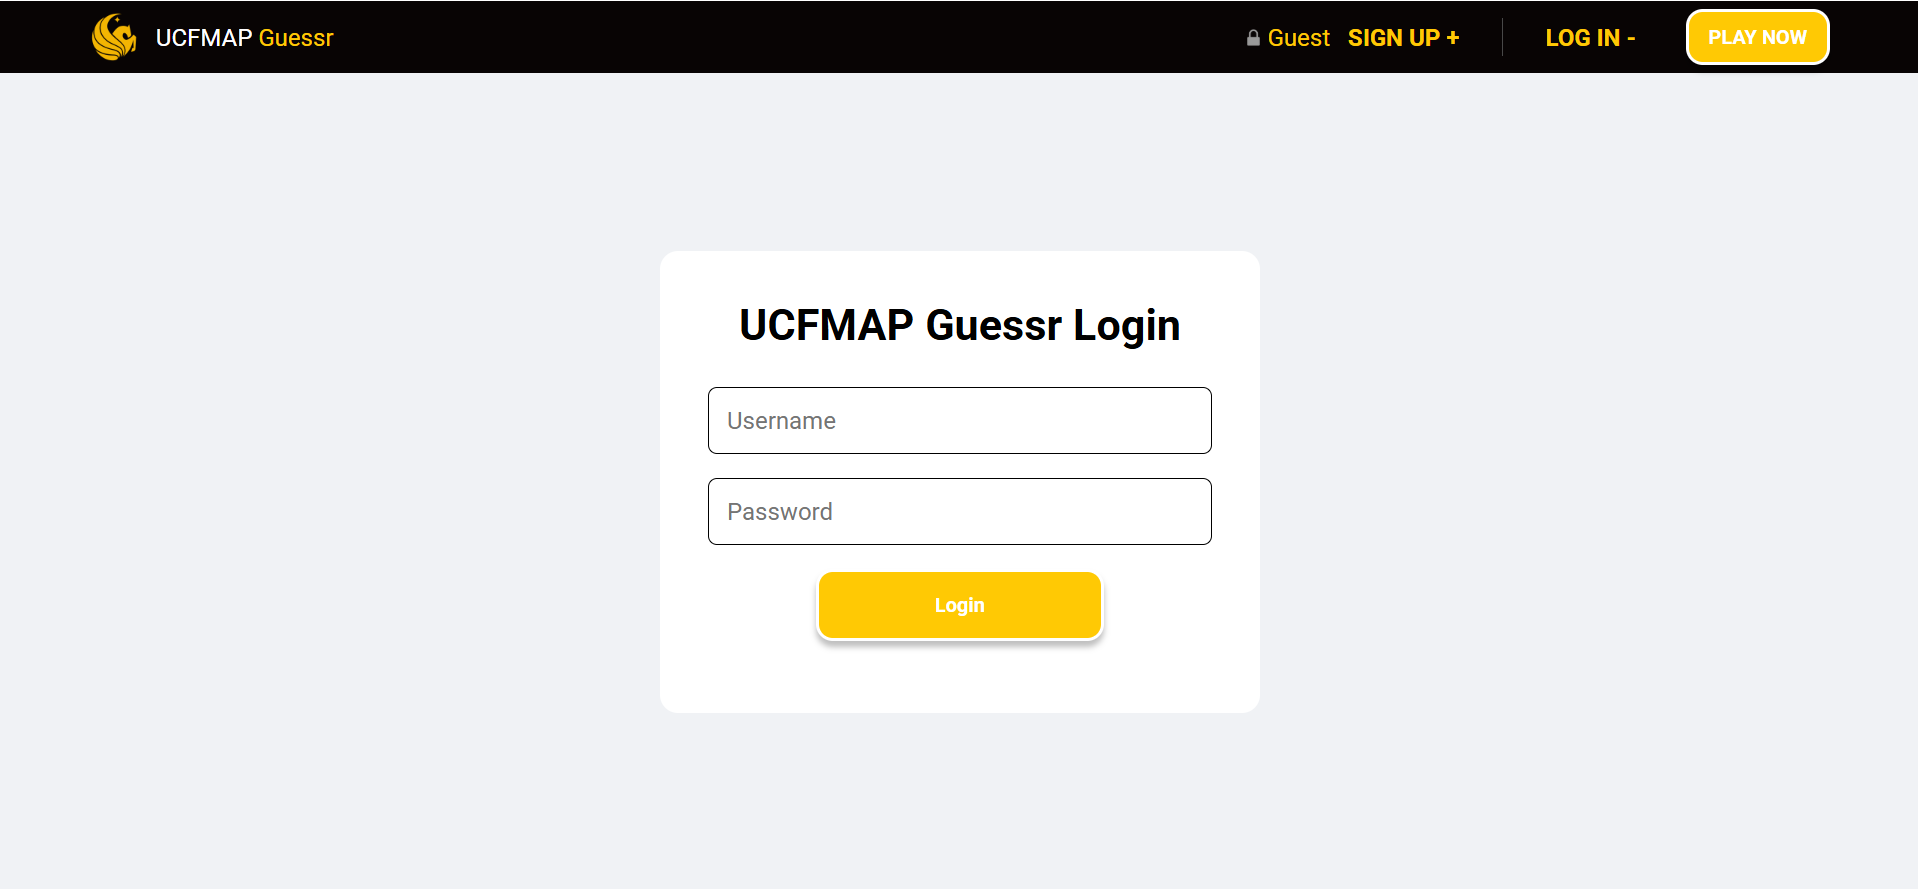 UCFMAP Guessr
Guest SIGN UP + LOG IN - PLAY NOW
UCFMAP Guessr Login
Username
Password
Login